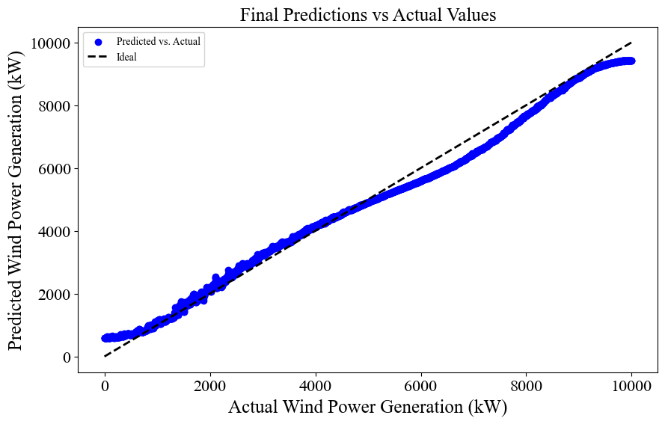 Final Predictions vs Actual Values
Predicted vs. Actual
Ideal
Predicted Wind Power Generation (kW)
10000
8000
6000
4000
2000
0
0 2000 4000 6000 8000 10000
Actual Wind Power Generation (kW)